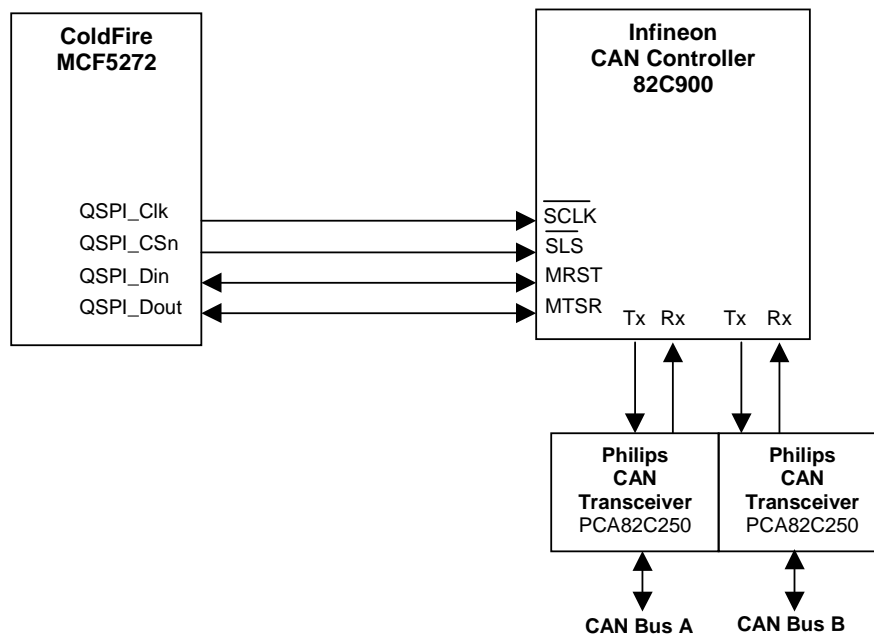 ColdFire
MCF5272
Infineon
CAN Controller
82C900
QSPI_Clk
QSPI_CSn
QSPI_Din
QSPI_Dout
SCLK
SLS
MRST
MTSR
Tx Rx Tx Rx
Philips
CAN
Transceiver
PCA82C250
Philips
CAN
Transceiver
PCA82C250
CAN Bus A
CAN Bus B